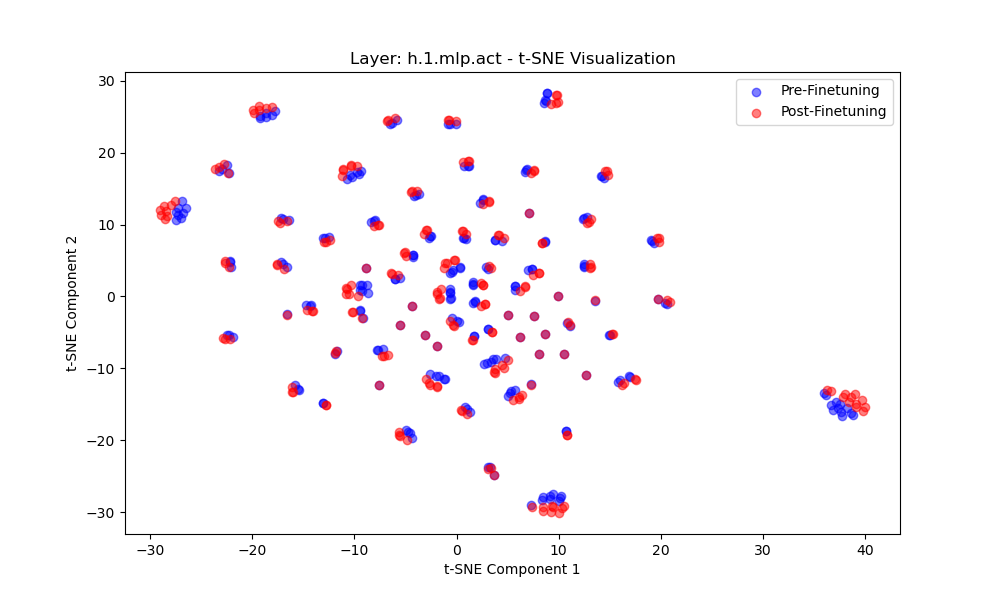 Layer: h.1.mlp.act - t-SNE Visualization
Pre-Finetuning
Post-Finetuning
t-SNE Component 2
30
20
10
0
−10
−20
−30
−30 −20 −10 0 10 20 30 40
t-SNE Component 1